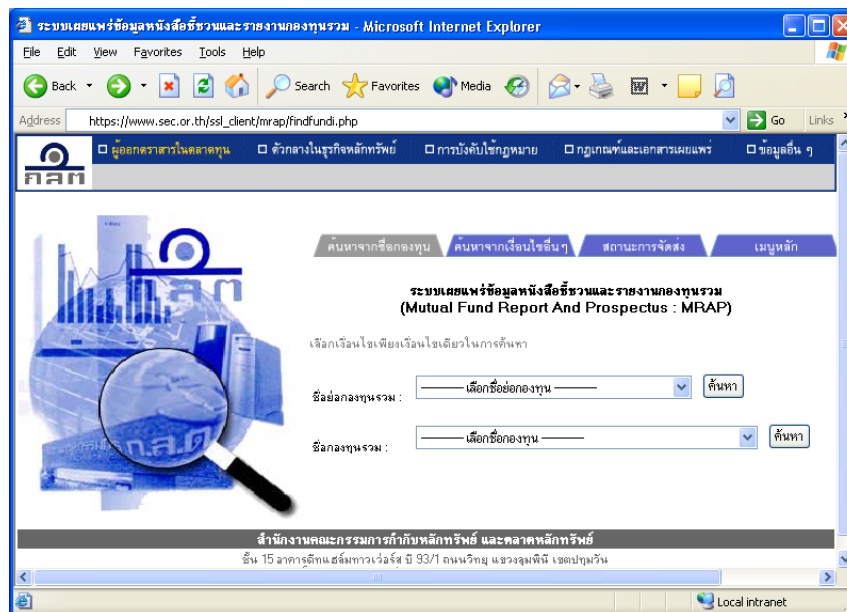 ระบบเผยแพร่ข้อมูลหนังสือชี้ชวนและรายงานกองทุนรวม - Microsoft Internet Explorer
File Edit View Favorites Tools Help
Back Search Favorites Media
Address https://www.sec.or.th/ssl_client/mrap/findfundi.php Go Links
ผู้ออกตราสารในตลาดทุน ตัวกลางในธุรกิจหลักทรัพย์ การบังคับใช้กฎหมาย กฎเกณฑ์และเอกสารเผยแพร่ ข้อมูลอื่น ๆ
กลต
ค้นหาจากชื่อกองทุน ค้นหาจากเงื่อนไขอื่นๆ สถานะการจัดส่ง เมนูหลัก
กลต
ระบบเผยแพร่ข้อมูลหนังสือชี้ชวนและรายงานกองทุนรวม
(Mutual Fund Report And Prospectus : MRAP)
เลือกเงื่อนไขเพียงเงื่อนไขเดียวในการค้นหา
ชื่อย่อกองทุนรวม : ——— เลือกชื่อย่อกองทุน ——— ค้นหา
ชื่อกองทุนรวม : ——— เลือกชื่อกองทุน ——— ค้นหา
ก.ล.ต.
สำนักงานคณะกรรมการกำกับหลักทรัพย์ และตลาดหลักทรัพย์
ชั้น 15 อาคารดีทแฮล์มทาวเว่อร์ส บี 93/1 ถนนวิทยุ แขวงลุมพินี เขตปทุมวัน
Local intranet